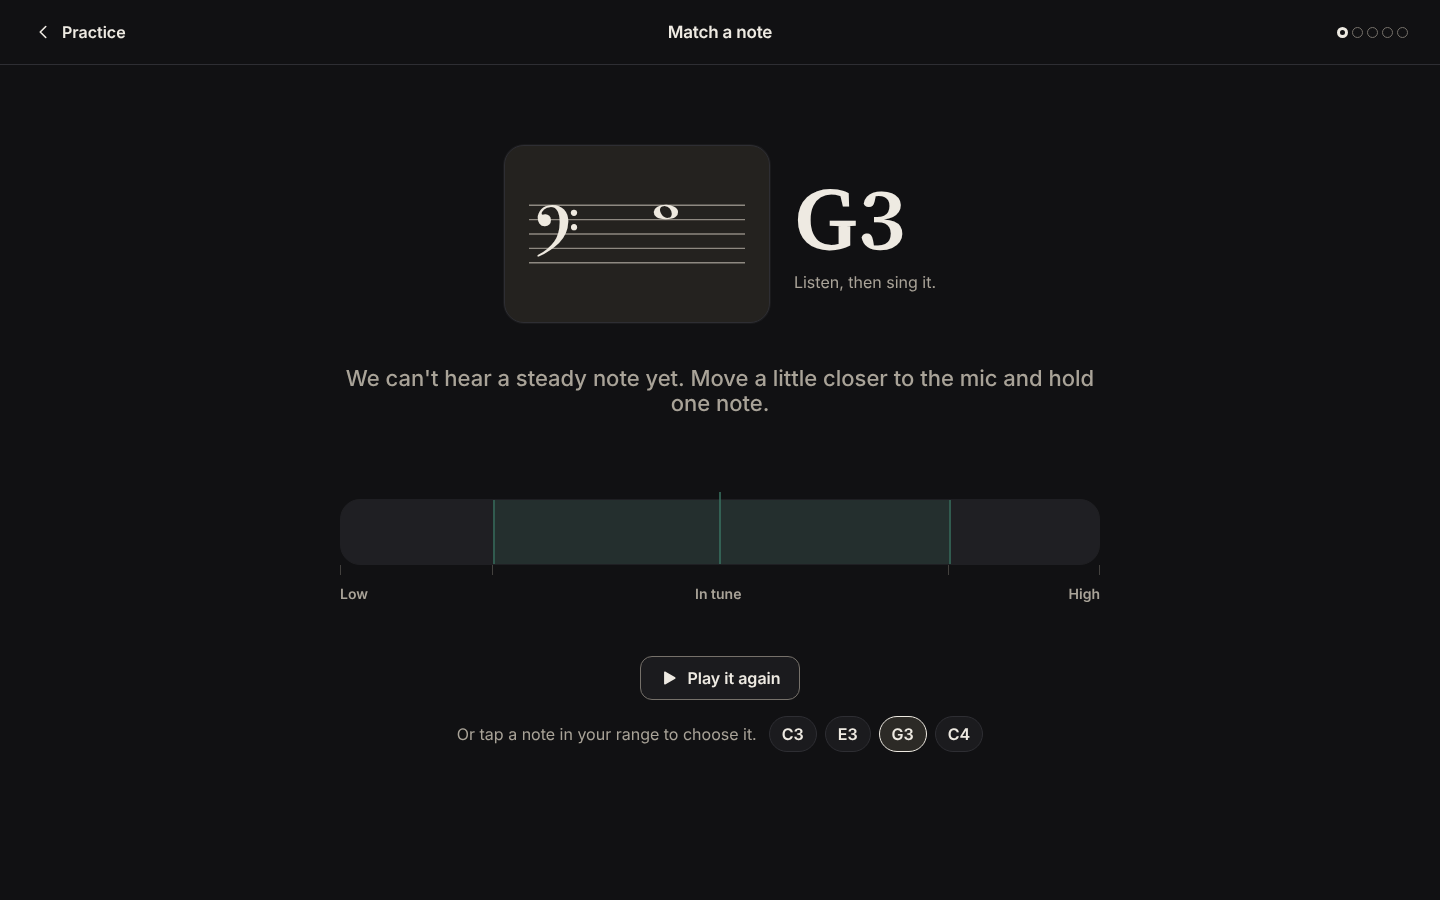 Practice
Match a note
G3
Listen, then sing it.
We can't hear a steady note yet. Move a little closer to the mic and hold
one note.
Low
In tune
High
Play it again
Or tap a note in your range to choose it.
C3
E3
G3
C4